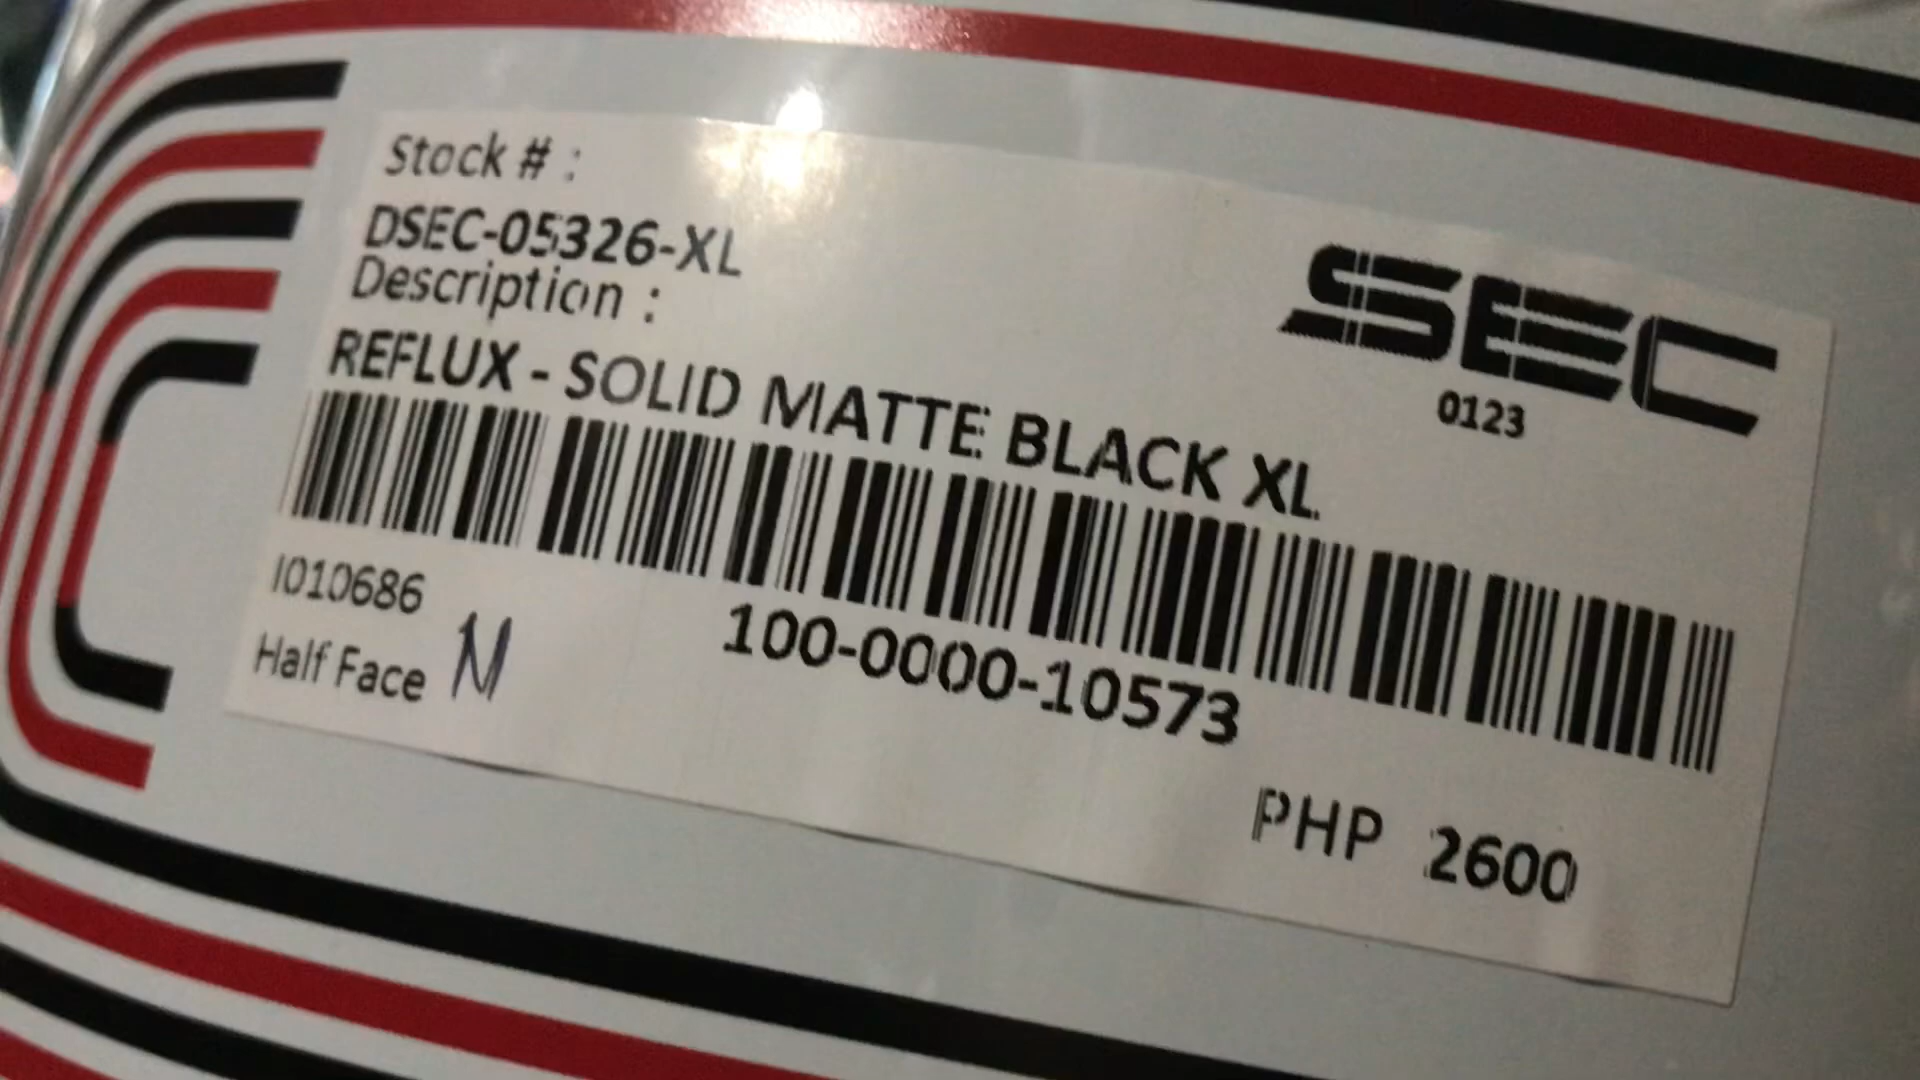 Stock # :
DSEC-05326-XL
Description :
REFLUX - SOLID MATTE BLACK XL
SEC
0123
I010686
Half Face M
100-0000-10573
PHP 2600